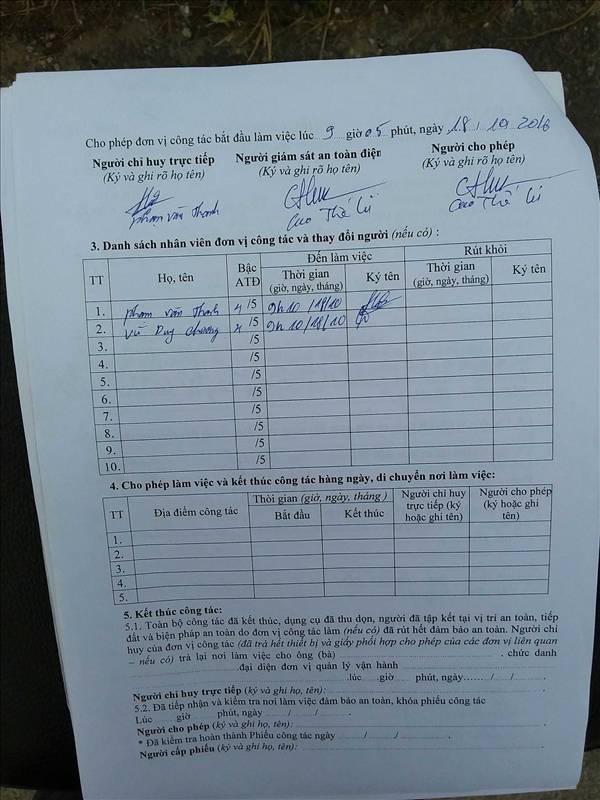 Cho phép đơn vị công tác bắt đầu làm việc lúc 9 giờ 05 phút, ngày 18 / 10 2016
Người chỉ huy trực tiếp Người giám sát an toàn điện Người cho phép
(Ký và ghi rõ họ tên) (Ký và ghi rõ họ tên) (Ký và ghi rõ họ tên)
Phạm Văn Thanh Cao Thế Lữ Cao Thế Lữ
3. Danh sách nhân viên đơn vị công tác và thay đổi người (nếu có) :
TT Họ, tên Bậc ATĐ Đến làm việc Rút khỏi
Thời gian (giờ, ngày, tháng) Ký tên Thời gian (giờ, ngày, tháng) Ký tên
1. Phạm Văn Thanh 4 /5 9h10 /18/10
2. Vũ Duy Chương 4 /5 9h10/18/10
3. /5
4. /5
5. /5
6. /5
7. /5
8. /5
9. /5
10. /5
4. Cho phép làm việc và kết thúc công tác hàng ngày, di chuyển nơi làm việc:
TT Địa điểm công tác Thời gian (giờ, ngày, tháng ) Người chỉ huy trực tiếp (ký hoặc ghi tên) Người cho phép (ký hoặc ghi tên)
Bắt đầu Kết thúc
1.
2.
3.
4.
5.
5. Kết thúc công tác:
5.1. Toàn bộ công tác đã kết thúc, dụng cụ đã thu dọn, người đã tập kết tại vị trí an toàn, tiếp
đất và biện pháp an toàn do đơn vị công tác làm (nếu có) đã rút hết đảm bảo an toàn. Người chỉ
huy của đơn vị công tác (đã trả hết thiết bị và giấy phối hợp cho phép của các đơn vị liên quan
– nếu có) trả lại nơi làm việc cho ông (bà) ........ chức danh
........ đại diện đơn vị quản lý vận hành ........
........ lúc ..... giờ ..... phút, ngày ....../...../.....
Người chỉ huy trực tiếp (ký và ghi họ, tên): ........
5.2. Đã tiếp nhận và kiểm tra nơi làm việc đảm bảo an toàn, khóa phiếu công tác
Lúc ..... giờ ..... phút, ngày ...../...../.....
Người cho phép (ký và ghi họ, tên): ........
* Đã kiểm tra hoàn thành Phiếu công tác ngày ...../...../.....
Người cấp phiếu (ký và ghi họ, tên): ........